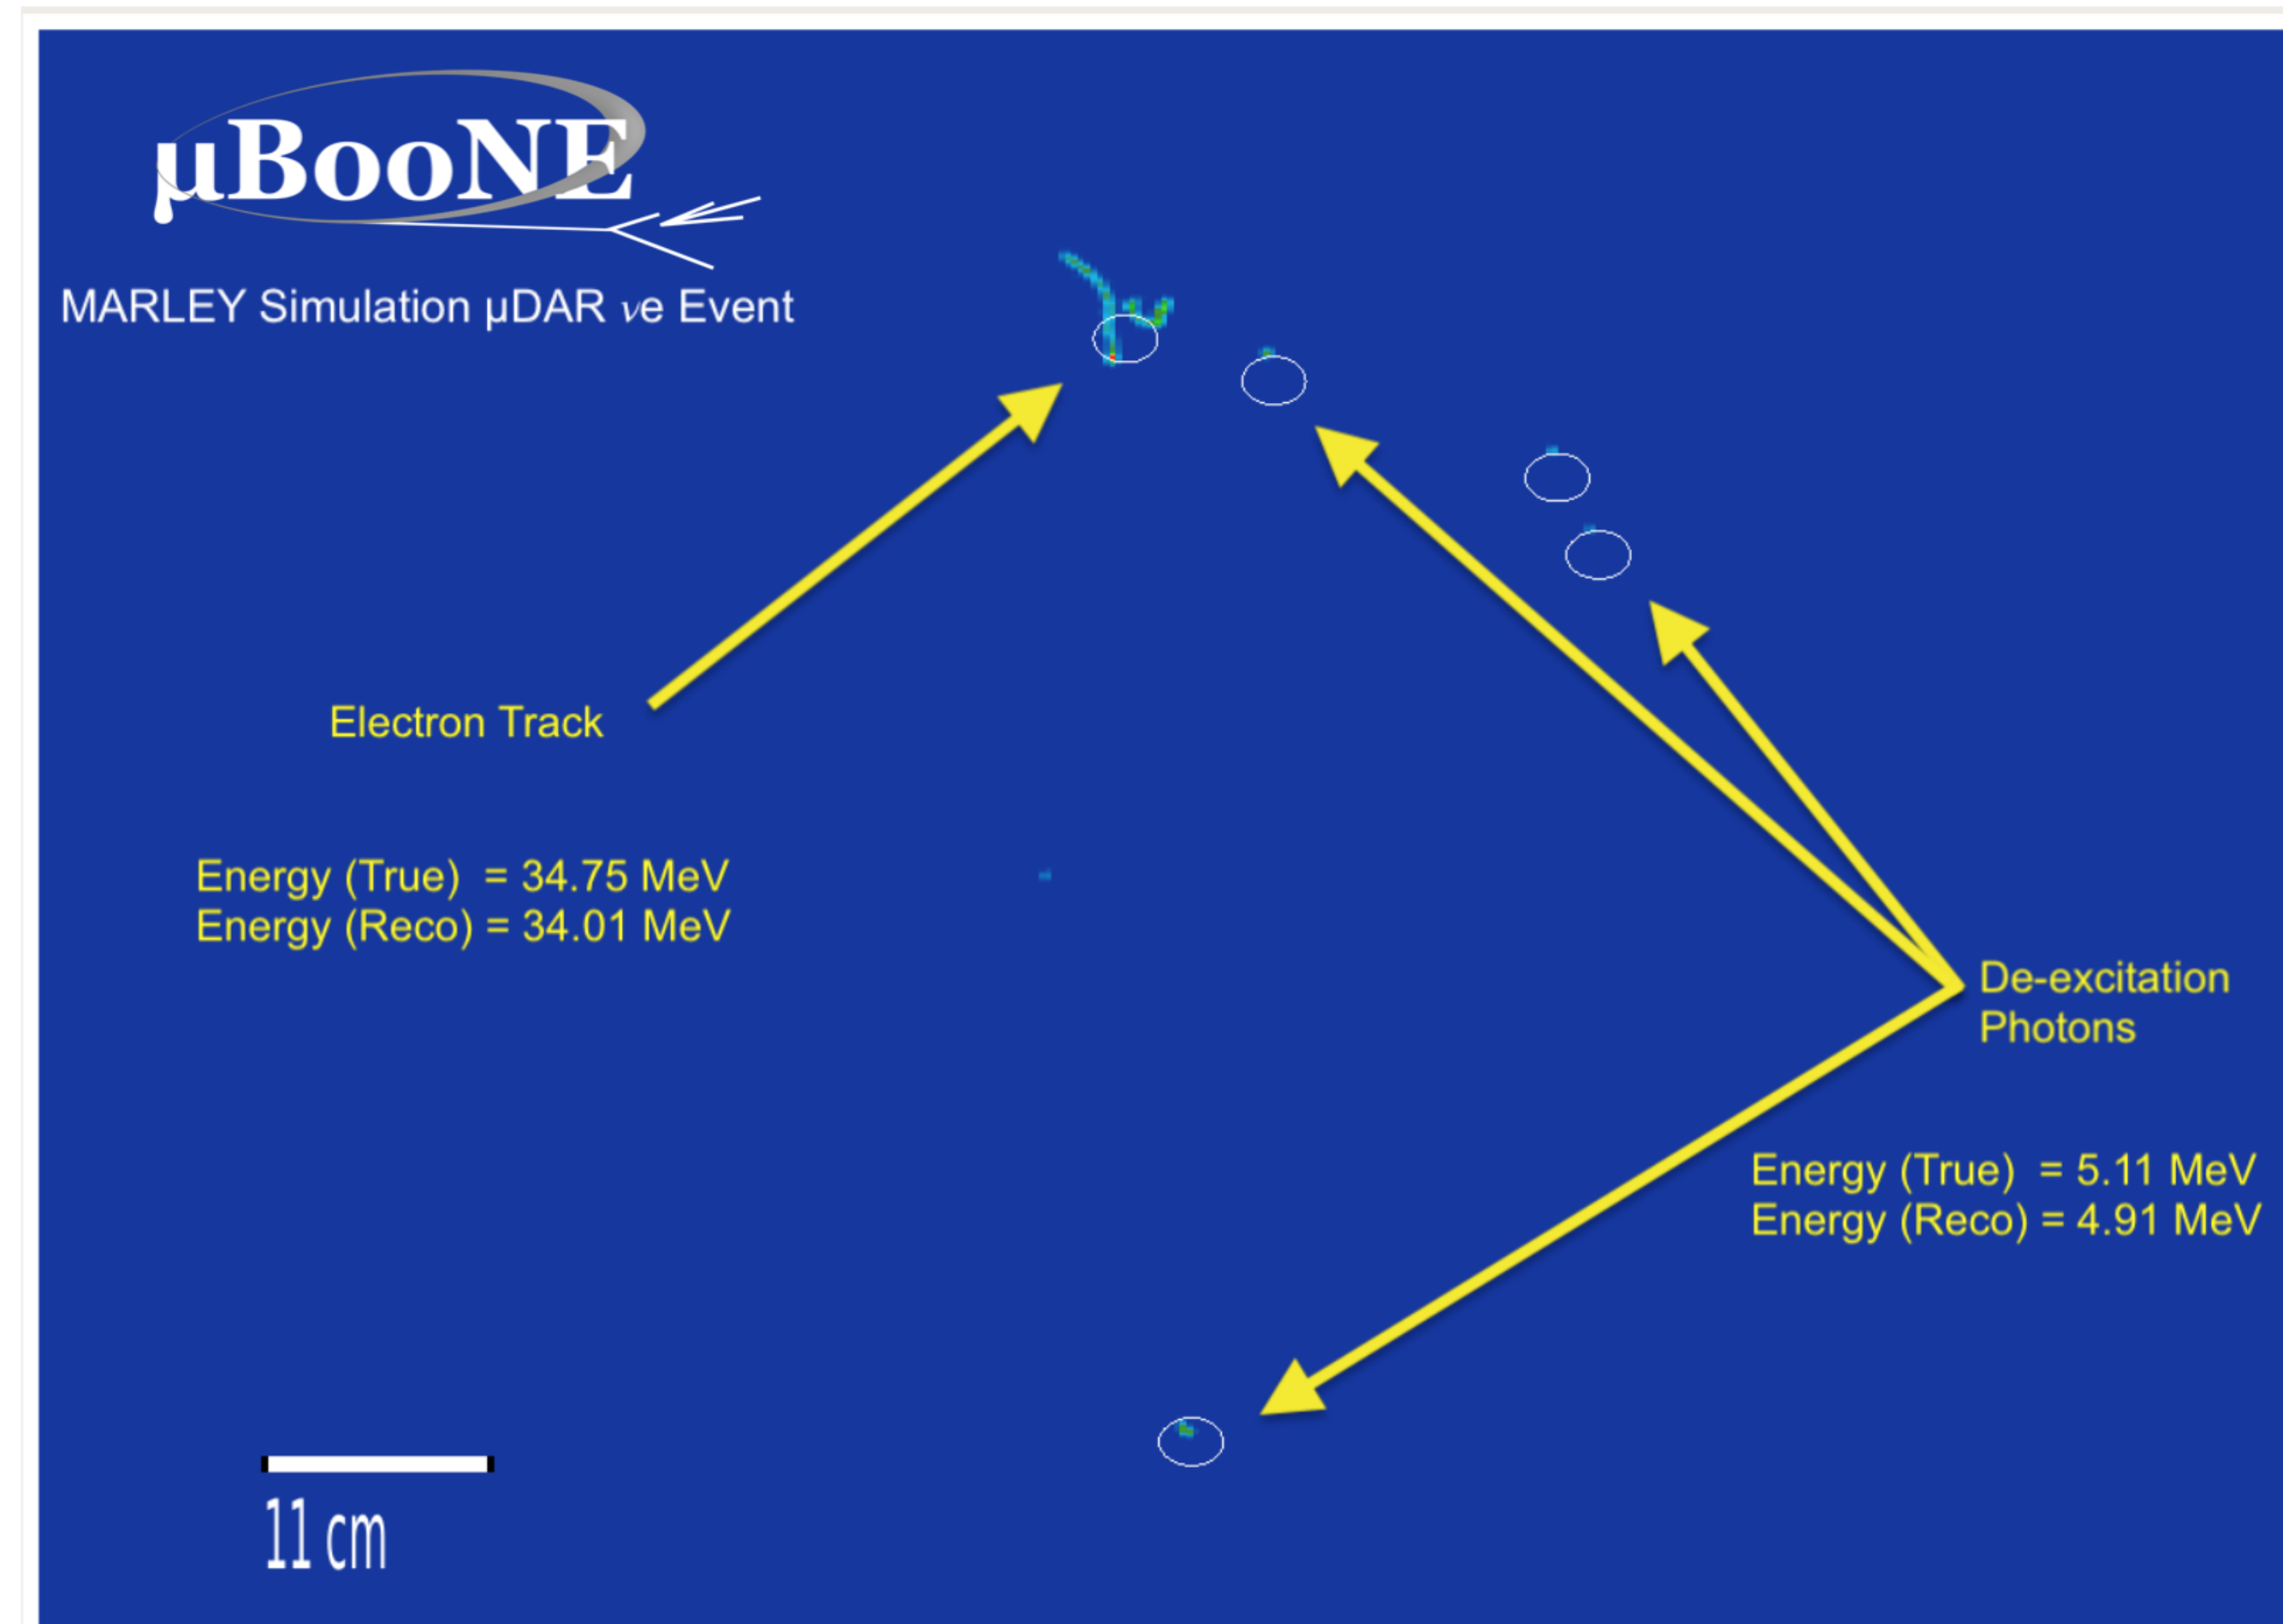 µBooNE
MARLEY Simulation µDAR νe Event
Electron Track
Energy (True) = 34.75 MeV
Energy (Reco) = 34.01 MeV
De-excitation
Photons
Energy (True) = 5.11 MeV
Energy (Reco) = 4.91 MeV
11 cm